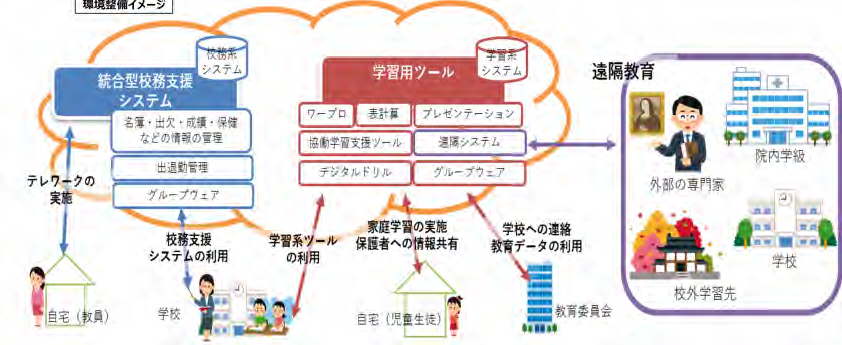 環境整備イメージ
校務系
システム
統合型校務支援
システム
名簿・出欠・成績・保健
などの情報の管理
出退勤管理
グループウェア
学習系
システム
学習用ツール
ワープロ
表計算
プレゼンテーション
協働学習支援ツール
遠隔システム
デジタルドリル
グループウェア
遠隔教育
外部の専門家
院内学級
校外学習先
学校
テレワークの
実施
校務支援
システムの利用
学習系ツール
の利用
家庭学習の実施
保護者への情報共有
学校への連絡
教育データの利用
自宅（教員）
学校
自宅（児童生徒）
教育委員会